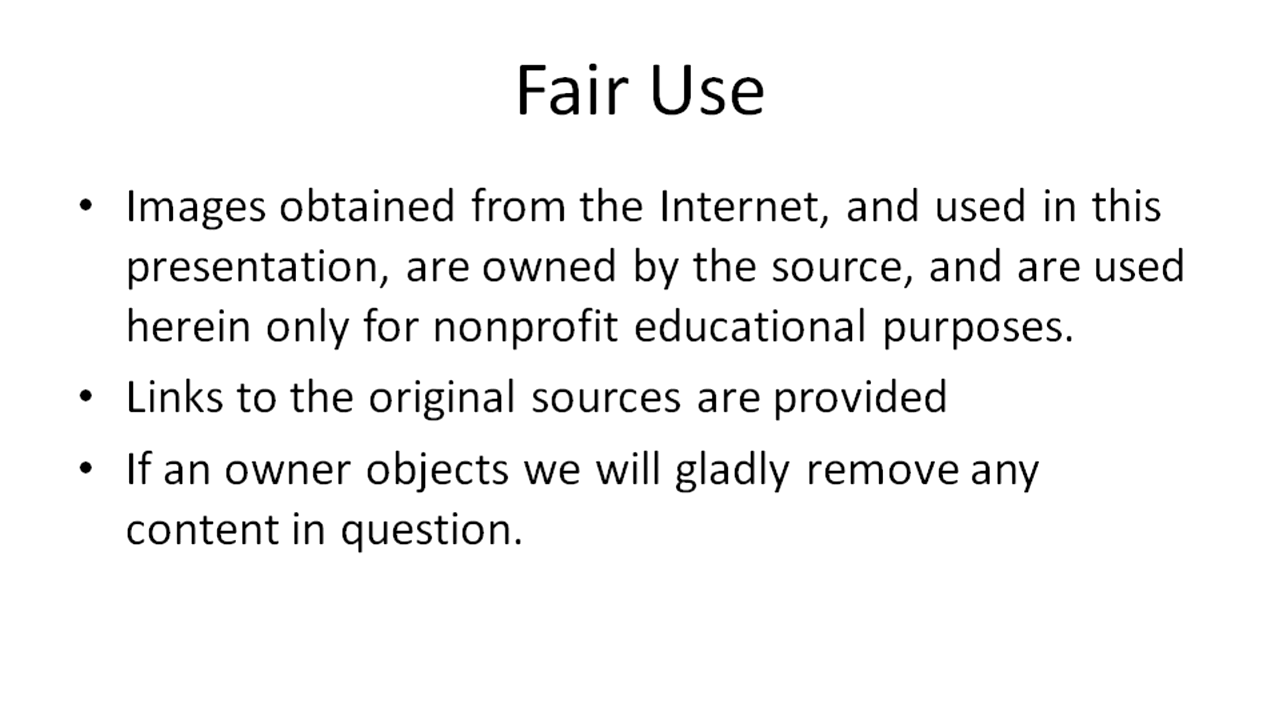 Fair Use
• Images obtained from the Internet, and used in this
presentation, are owned by the source, and are used
herein only for nonprofit educational purposes.
• Links to the original sources are provided
• If an owner objects we will gladly remove any
content in question.